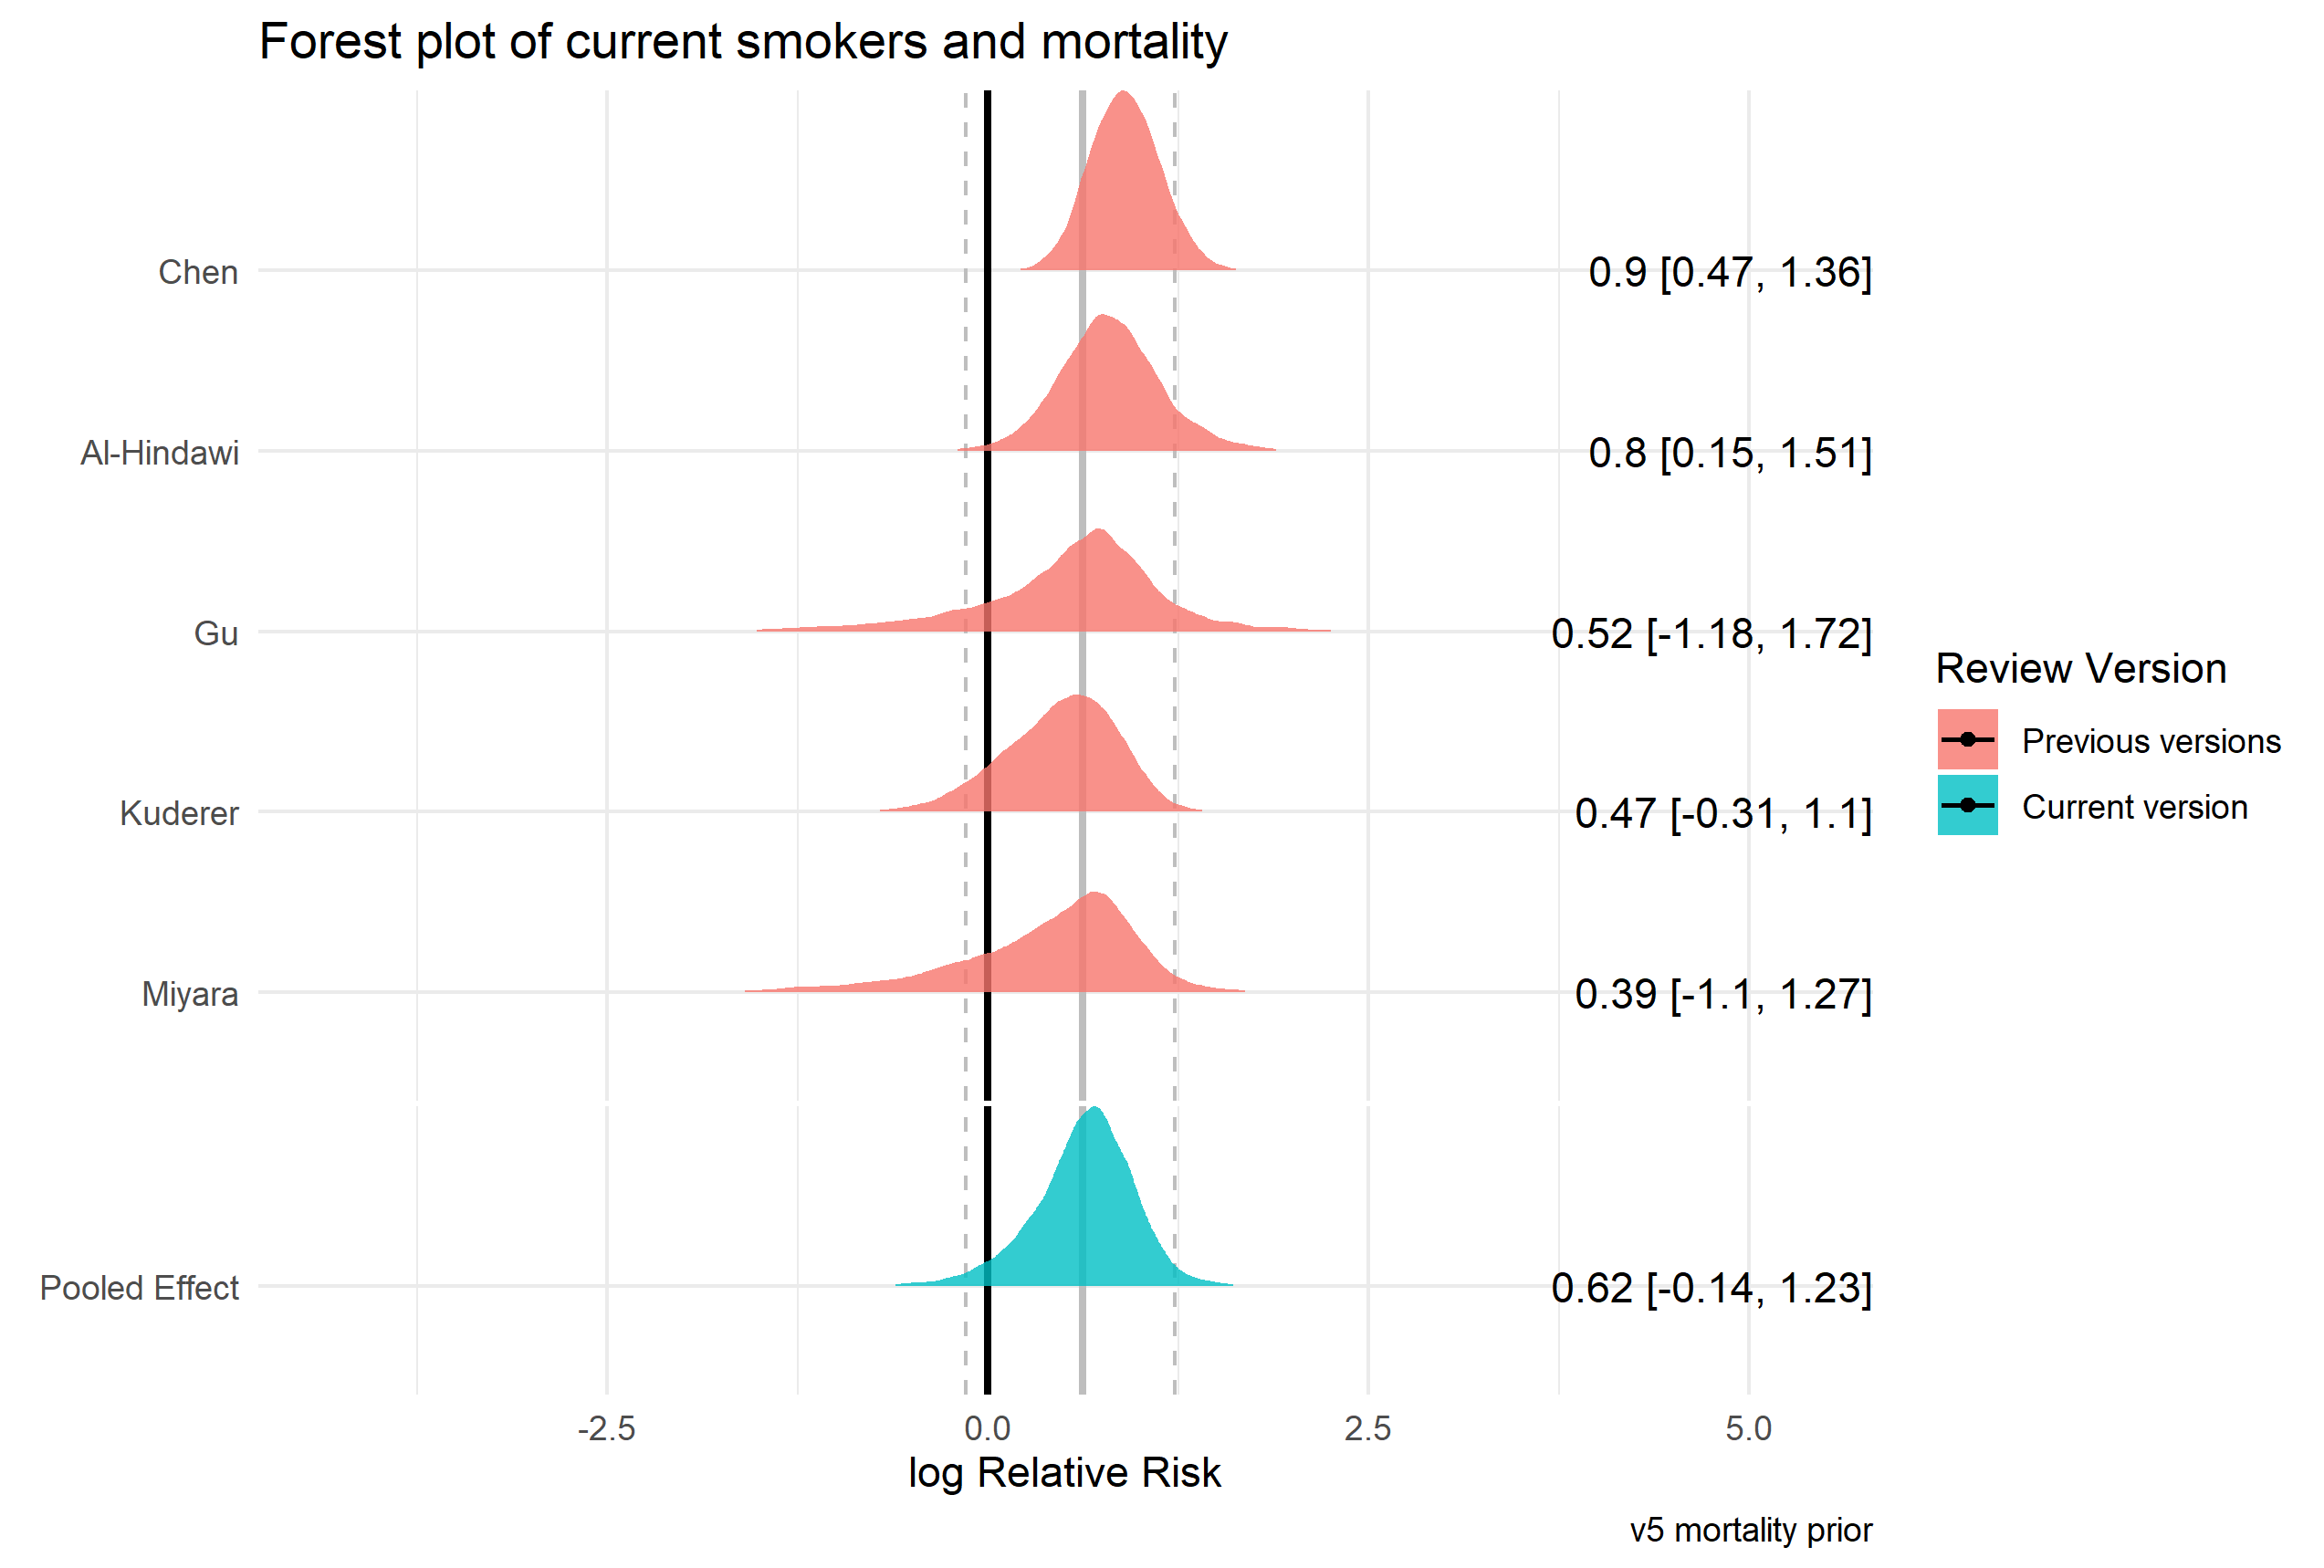 Forest plot of current smokers and mortality
Chen
0.9 [0.47, 1.36]
Al-Hindawi
0.8 [0.15, 1.51]
Gu
0.52 [-1.18, 1.72]
Kuderer
0.47 [-0.31, 1.1]
Miyara
0.39 [-1.1, 1.27]
Pooled Effect
0.62 [-0.14, 1.23]
-2.5 0.0 2.5 5.0
log Relative Risk
Review Version
Previous versions
Current version
v5 mortality prior